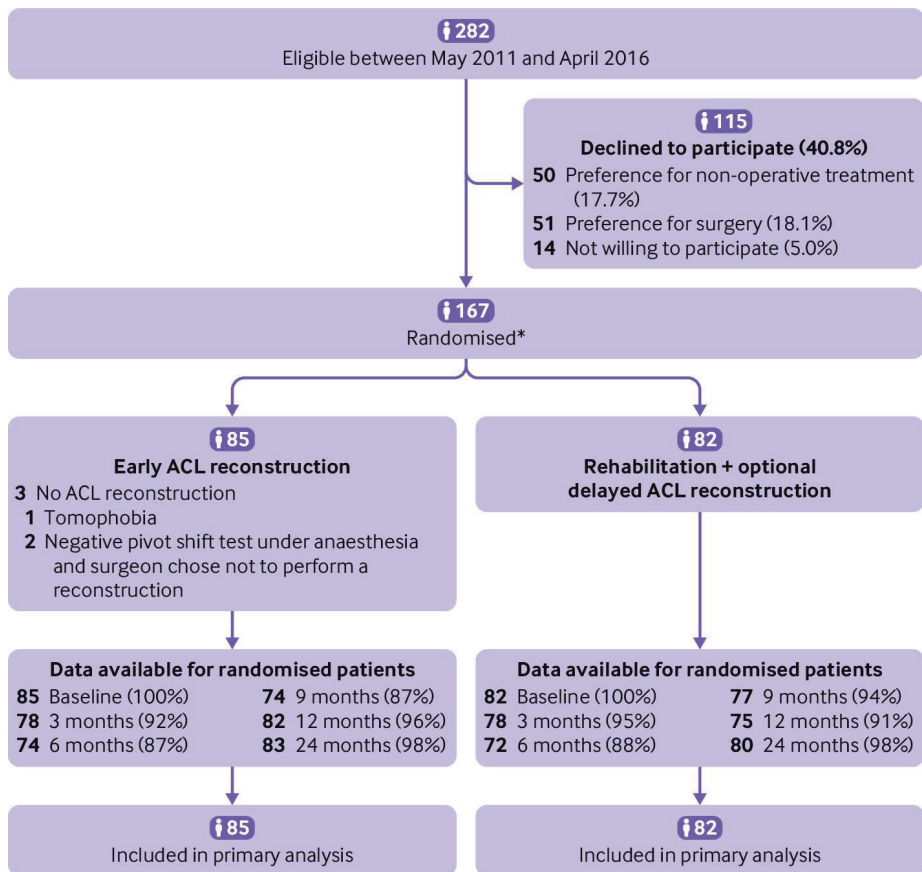 282
Eligible between May 2011 and April 2016
115
Declined to participate (40.8%)
50 Preference for non-operative treatment
(17.7%)
51 Preference for surgery (18.1%)
14 Not willing to participate (5.0%)
167
Randomised*
85
Early ACL reconstruction
3 No ACL reconstruction
1 Tomophobia
2 Negative pivot shift test under anaesthesia
and surgeon chose not to perform a
reconstruction
82
Rehabilitation + optional
delayed ACL reconstruction
Data available for randomised patients
85 Baseline (100%) 74 9 months (87%)
78 3 months (92%) 82 12 months (96%)
74 6 months (87%) 83 24 months (98%)
Data available for randomised patients
82 Baseline (100%) 77 9 months (94%)
78 3 months (95%) 75 12 months (91%)
72 6 months (88%) 80 24 months (98%)
85
Included in primary analysis
82
Included in primary analysis